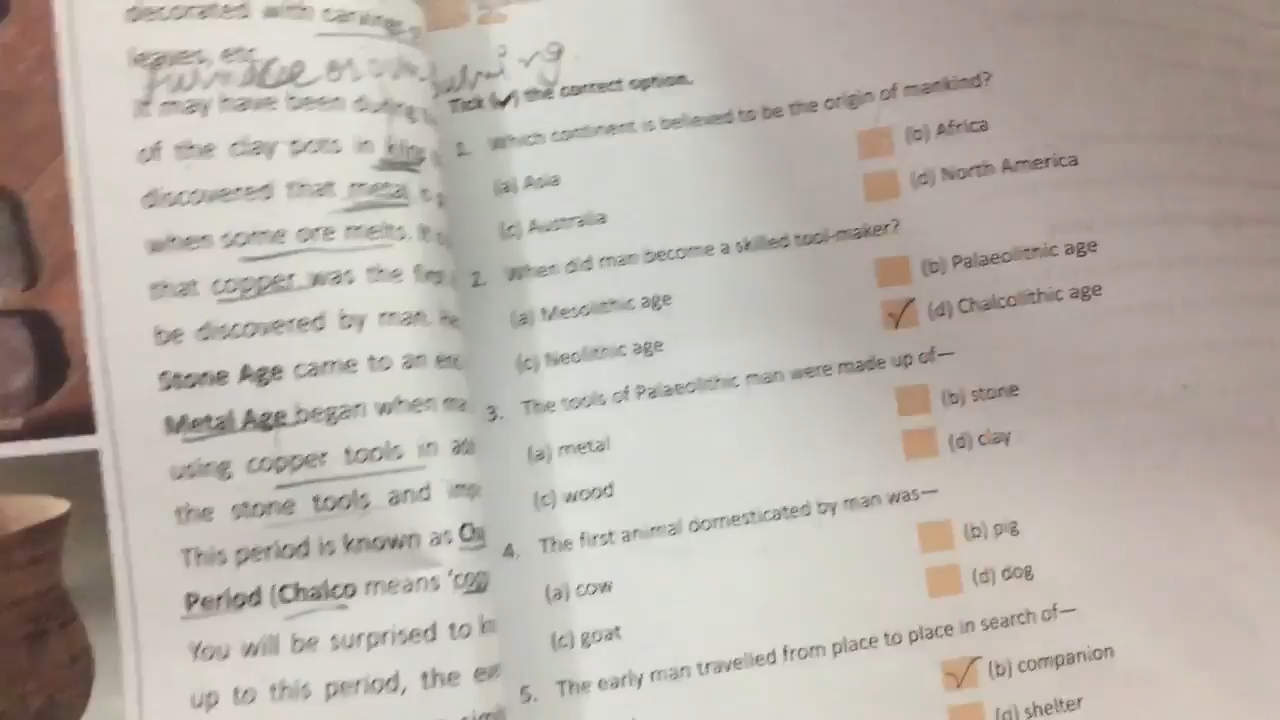 decorated with carvings
leaves, etc.
It may have been during
of the clay pots in
discovered that metal
when some ore melts.
that copper was the
be discovered by man.
Stone Age came to an
Metal Age began when
using copper tools in
the stone tools and
This period is known as
Period (Chalco means
You will be surprised to
up to this period, the
Tick (✓) the correct option.
1. Which continent is believed to be the origin of mankind?
(a) Asia (b) Africa
(c) Australia (d) North America
2. When did man become a skilled tool-maker?
(a) Mesolithic age (b) Palaeolithic age
(c) Neolithic age (d) Chalcolithic age
3. The tools of Palaeolithic man were made up of—
(a) metal (b) stone
(c) wood (d) clay
4. The first animal domesticated by man was—
(a) cow (b) pig
(c) goat (d) dog
5. The early man travelled from place to place in search of—
(b) companion
(d) shelter